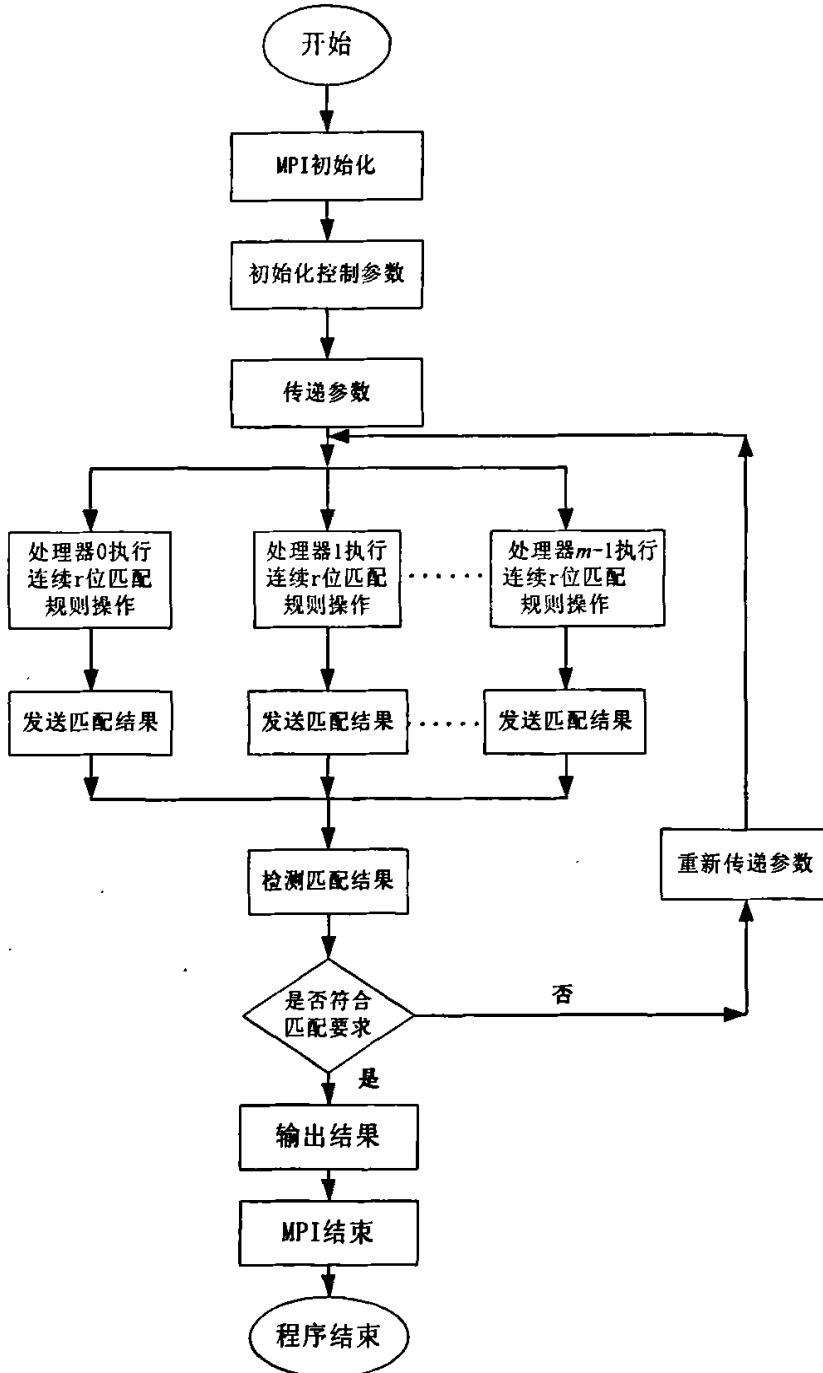 开始
MPI初始化
初始化控制参数
传递参数
处理器0执行
连续r位匹配
规则操作
处理器1执行
连续r位匹配
规则操作
......
处理器m-1执行
连续r位匹配
规则操作
发送匹配结果
发送匹配结果
......
发送匹配结果
检测匹配结果
重新传递参数
是否符合
匹配要求
否
是
输出结果
MPI结束
程序结束